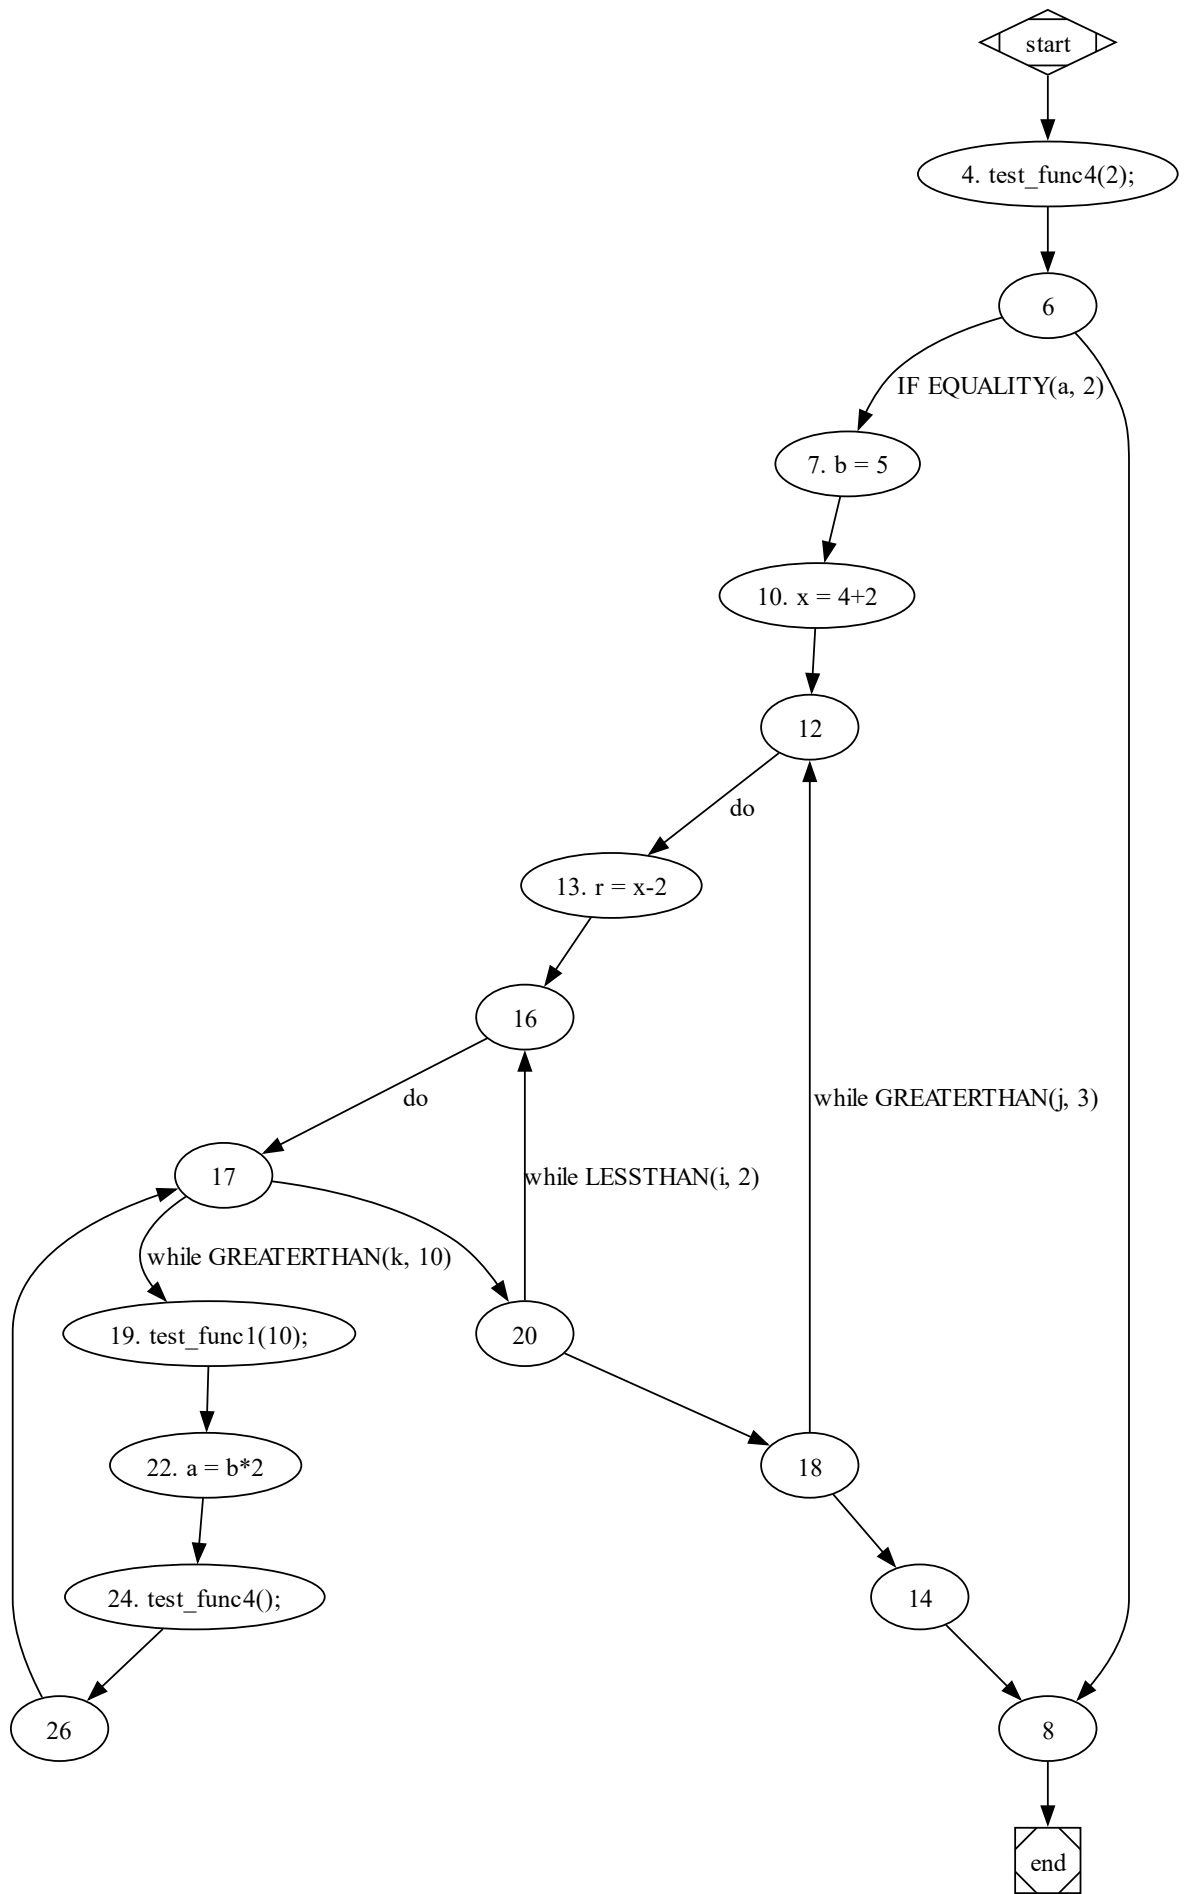 start
4. test_func4(2);
6
IF EQUALITY(a, 2)
7. b = 5
10. x = 4+2
12
do
13. r = x-2
16
do
while GREATERTHAN(j, 3)
17
while LESSTHAN(i, 2)
while GREATERTHAN(k, 10)
19. test_func1(10);
20
22. a = b*2
18
24. test_func4();
14
26
8
end